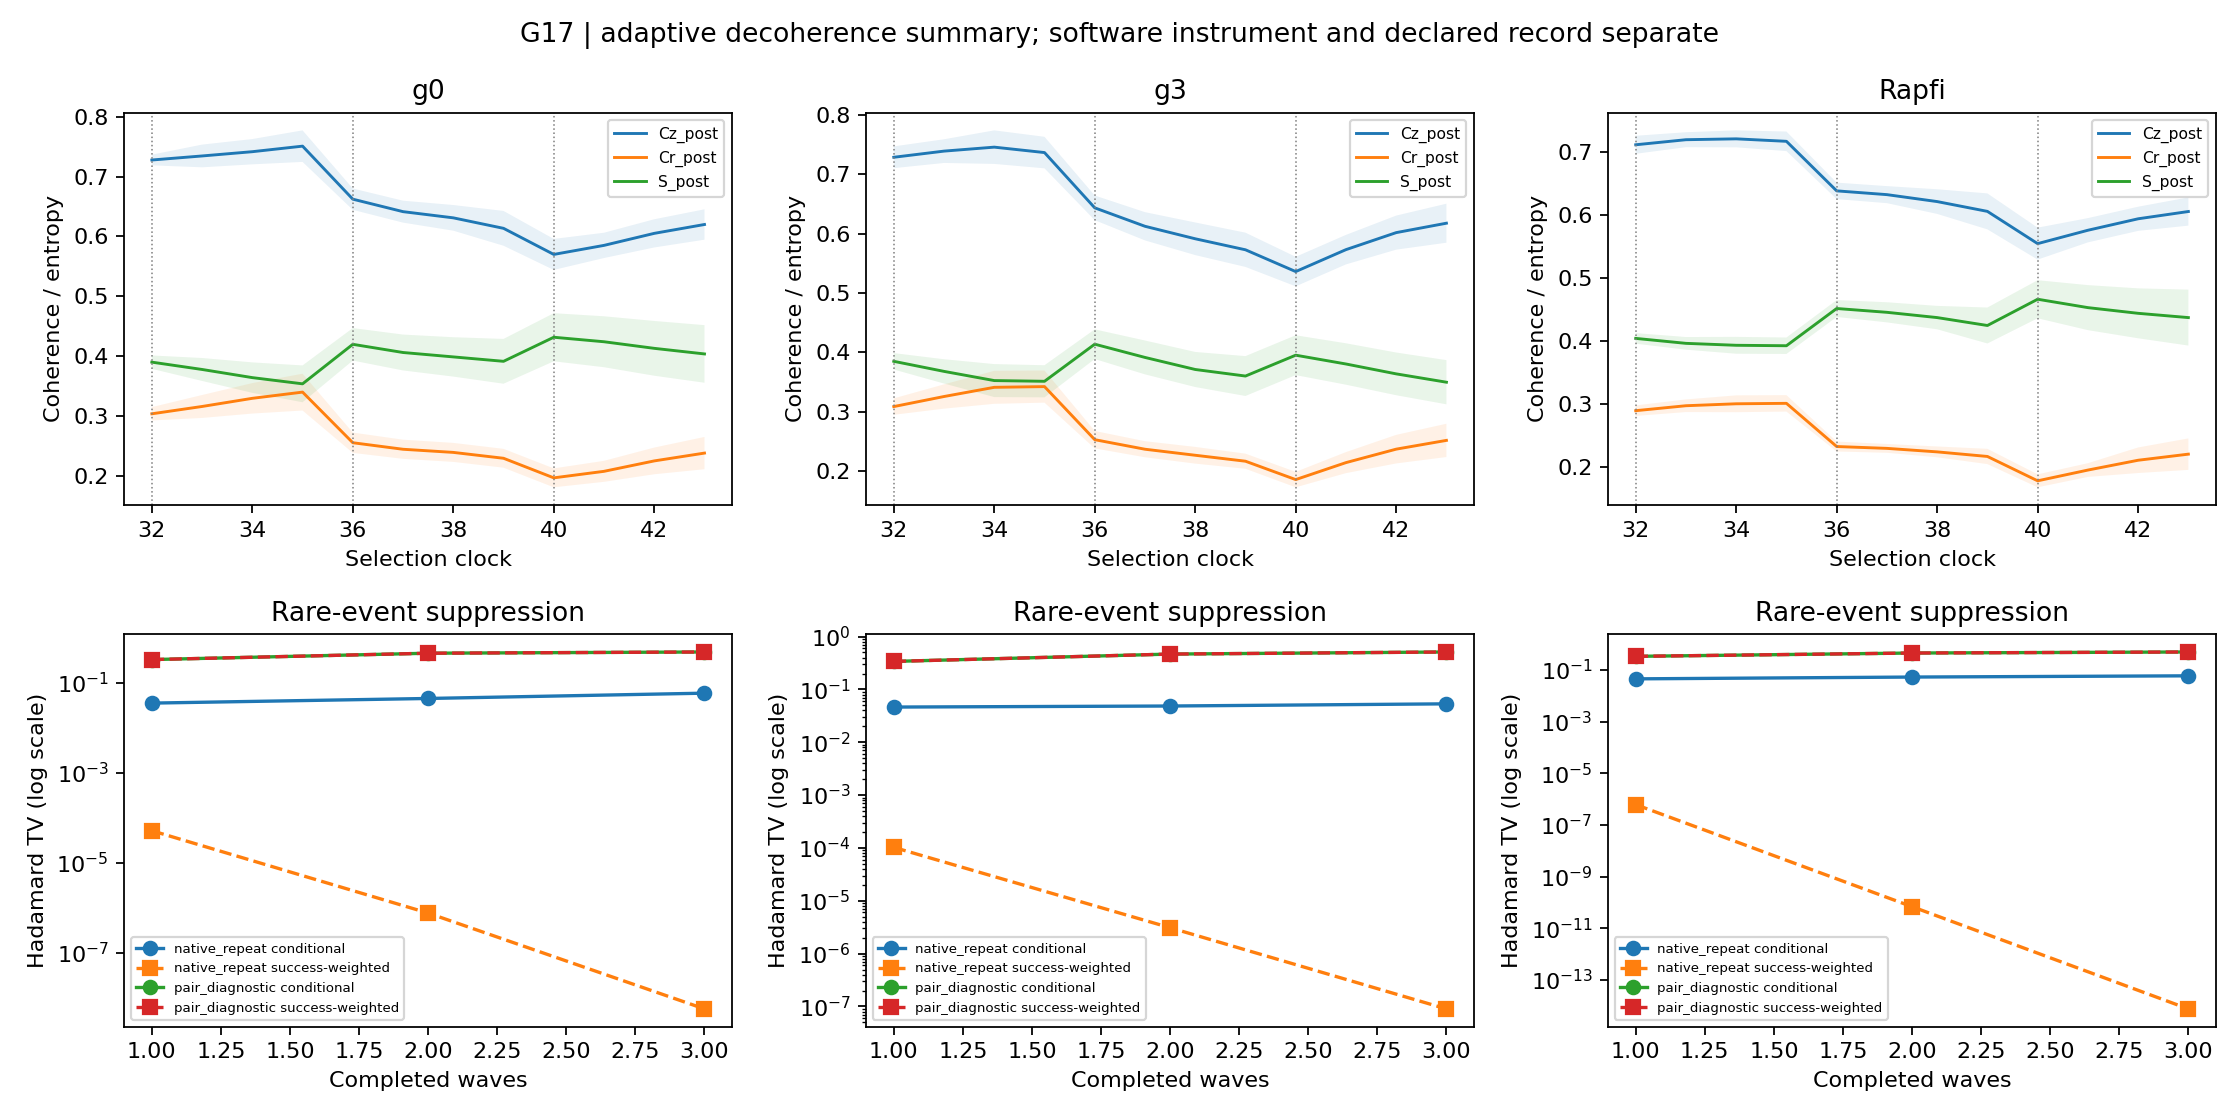 G17 | adaptive decoherence summary; software instrument and declared record separate
g0
Coherence / entropy
0.8
0.7
0.6
0.5
0.4
0.3
0.2
Cz_post
Cr_post
S_post
32 34 36 38 40 42
Selection clock
g3
Coherence / entropy
0.8
0.7
0.6
0.5
0.4
0.3
0.2
Cz_post
Cr_post
S_post
32 34 36 38 40 42
Selection clock
Rapfi
Coherence / entropy
0.7
0.6
0.5
0.4
0.3
0.2
Cz_post
Cr_post
S_post
32 34 36 38 40 42
Selection clock
Rare-event suppression
Hadamard TV (log scale)
10⁻¹
10⁻³
10⁻⁵
10⁻⁷
native_repeat conditional
native_repeat success-weighted
pair_diagnostic conditional
pair_diagnostic success-weighted
1.00 1.25 1.50 1.75 2.00 2.25 2.50 2.75 3.00
Completed waves
Rare-event suppression
Hadamard TV (log scale)
10⁰
10⁻¹
10⁻²
10⁻³
10⁻⁴
10⁻⁵
10⁻⁶
10⁻⁷
native_repeat conditional
native_repeat success-weighted
pair_diagnostic conditional
pair_diagnostic success-weighted
1.00 1.25 1.50 1.75 2.00 2.25 2.50 2.75 3.00
Completed waves
Rare-event suppression
Hadamard TV (log scale)
10⁻¹
10⁻³
10⁻⁵
10⁻⁷
10⁻⁹
10⁻¹¹
10⁻¹³
native_repeat conditional
native_repeat success-weighted
pair_diagnostic conditional
pair_diagnostic success-weighted
1.00 1.25 1.50 1.75 2.00 2.25 2.50 2.75 3.00
Completed waves